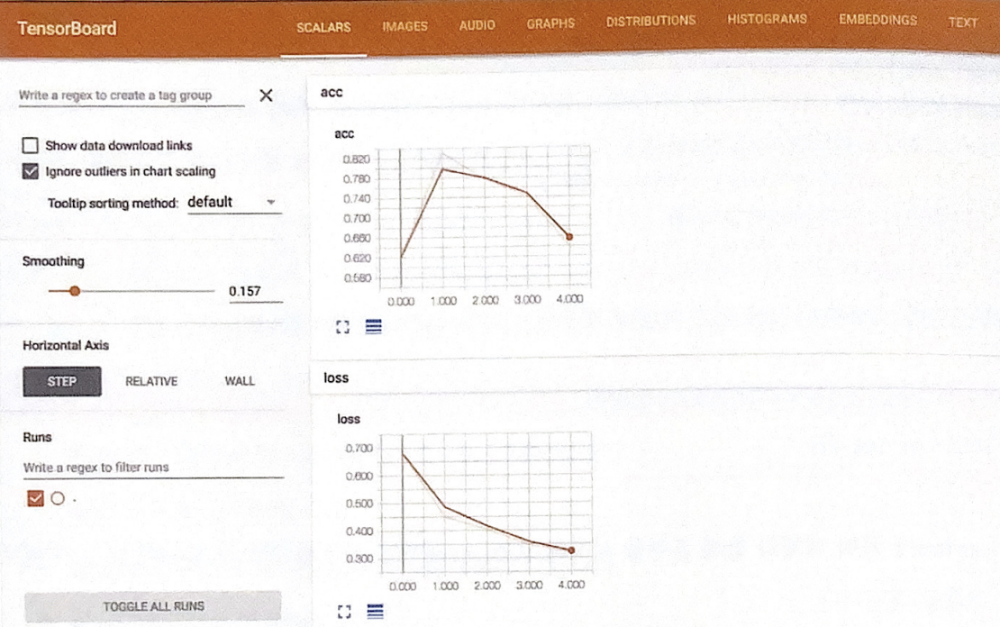 TensorBoard SCALARS IMAGES AUDIO GRAPHS DISTRIBUTIONS HISTOGRAMS EMBEDDINGS TEXT
Write a regex to create a tag group
Show data download links
Ignore outliers in chart scaling
Tooltip sorting method: default
Smoothing
0.157
Horizontal Axis
STEP RELATIVE WALL
Runs
Write a regex to filter runs
.
TOGGLE ALL RUNS
acc
acc
0.820
0.780
0.740
0.700
0.660
0.620
0.580
0.000 1.000 2.000 3.000 4.000
loss
loss
0.700
0.600
0.500
0.400
0.300
0.000 1.000 2.000 3.000 4.000